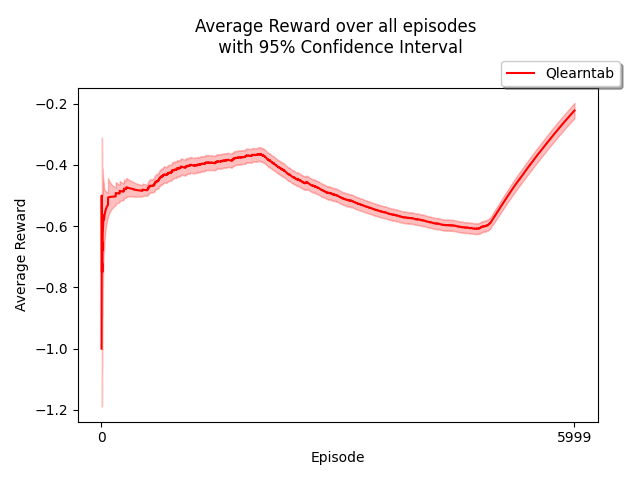 Average Reward over all episodes
with 95% Confidence Interval
Qlearntab
−0.2
−0.4
−0.6
−0.8
−1.0
−1.2
Average Reward
0
5999
Episode